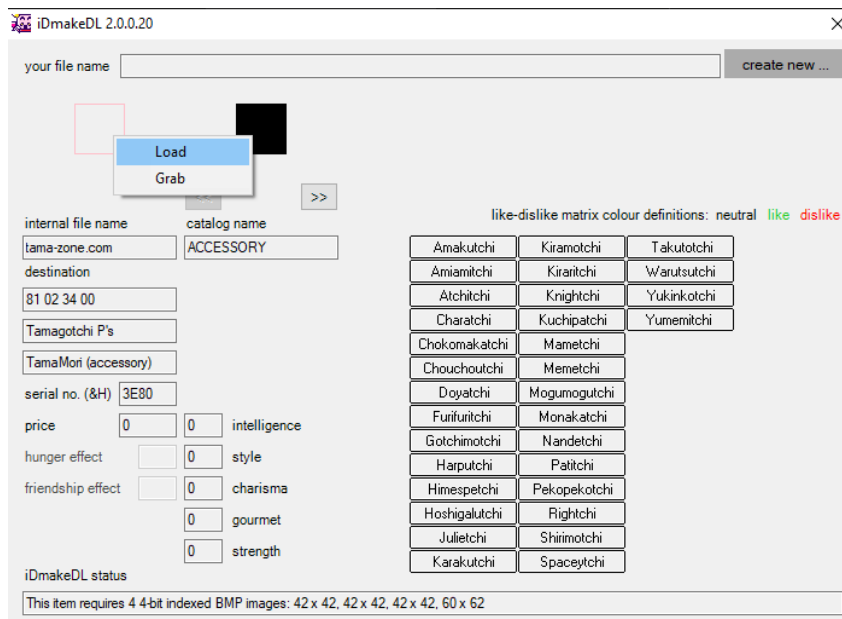 iDmakeDL 2.0.0.20
your file name
create new ...
Load
Grab
<<
>>
internal file name
catalog name
tama-zone.com
ACCESSORY
destination
81 02 34 00
Tamagotchi P's
TamaMori (accessory)
serial no. (&H) 3E80
price 0 0 intelligence
hunger effect 0 style
friendship effect 0 charisma
0 gourmet
0 strength
like-dislike matrix colour definitions: neutral like dislike
Amakutchi Kiramotchi Takutotchi
Amiamitchi Kiraritchi Warutsutchi
Atchitchi Knightchi Yukinkotchi
Charatchi Kuchipatchi Yumemitchi
Chokomakatchi Mametchi
Chouchoutchi Memetchi
Doyatchi Mogumogutchi
Furifuritchi Monakatchi
Gotchimotchi Nandetchi
Harputchi Patitchi
Himespetchi Pekopekotchi
Hoshigalutchi Rightchi
Julietchi Shirimotchi
Karakutchi Spaceytchi
iDmakeDL status
This item requires 4 4-bit indexed BMP images: 42 x 42, 42 x 42, 42 x 42, 60 x 62